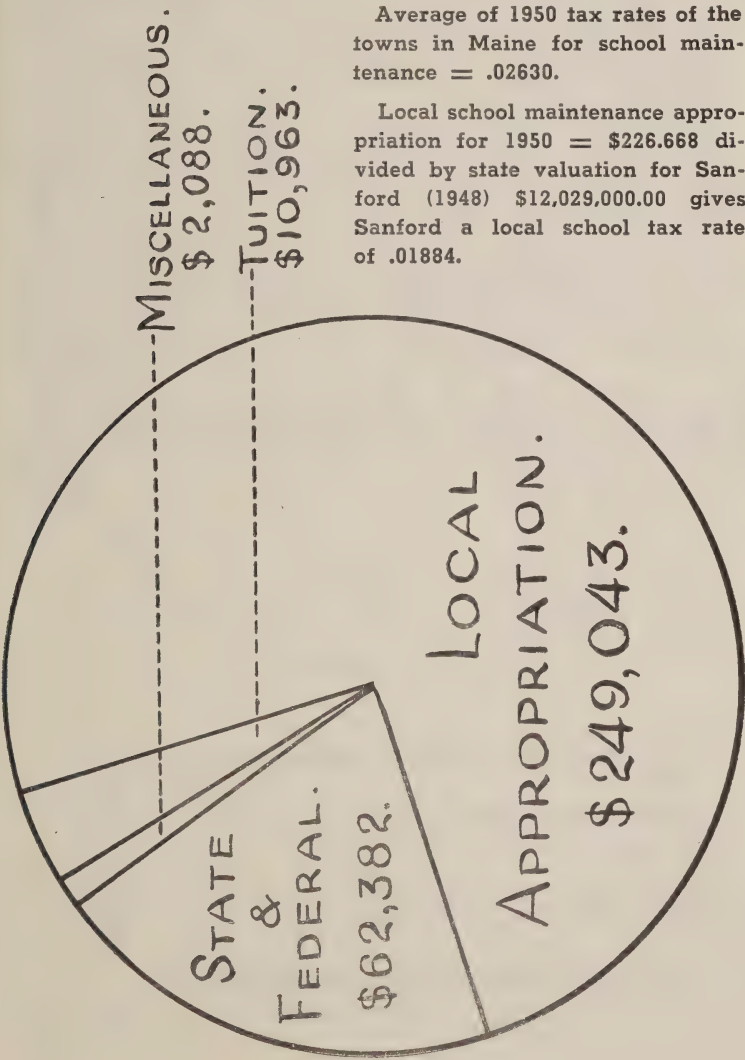 Average of 1950 tax rates of the
towns in Maine for school main-
tenance = .02630.
Local school maintenance appro-
priation for 1950 = $226.668 di-
vided by state valuation for San-
ford (1948) $12,029,000.00 gives
Sanford a local school tax rate
of .01884.
MISCELLANEOUS.
$2,088.
TUITION.
$10,963.
STATE
&
FEDERAL.
$62,382.
LOCAL
APPROPRIATION.
$249,043.